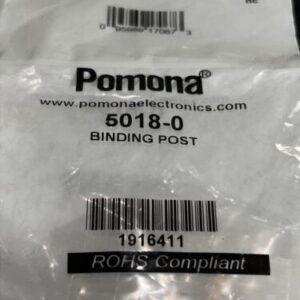 Pomona®
www.pomonaelectronics.com
5018-0
BINDING POST
1916411
ROHS Compliant